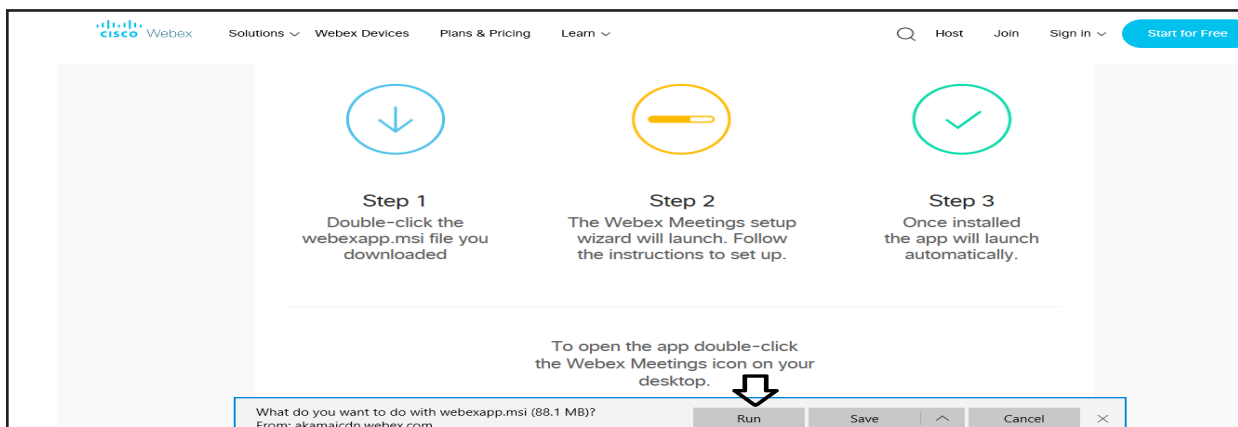 CISCO Webex Solutions Webex Devices Plans & Pricing Learn Host Join Sign in Start for Free
Step 1
Double-click the
webexapp.msi file you
downloaded
Step 2
The Webex Meetings setup
wizard will launch. Follow
the instructions to set up.
Step 3
Once installed
the app will launch
automatically.
To open the app double-click
the Webex Meetings icon on your
desktop.
What do you want to do with webexapp.msi (88.1 MB)?
From: akamaicdn.webex.com
Run Save Cancel